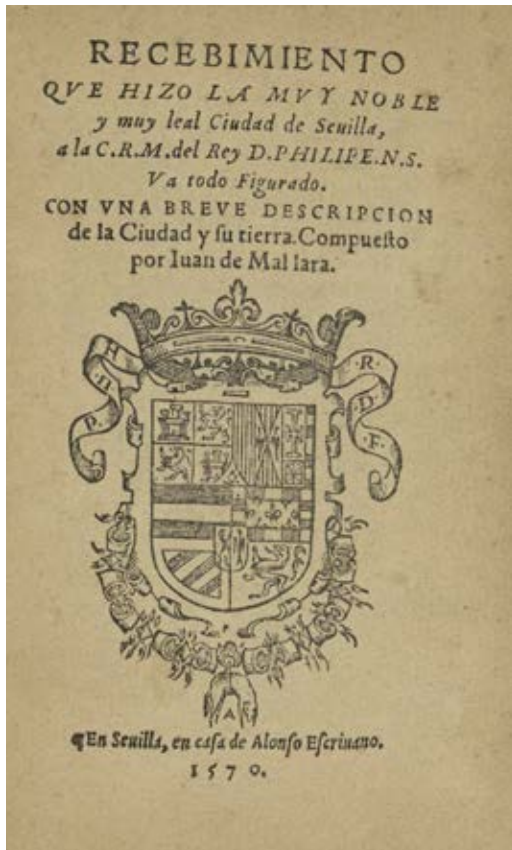 RECEBIMIENTO
QVE HIZO LA MVY NOBLE
y muy leal Ciudad de Seuilla,
a la C.R.M.del Rey D.PHILIPE.N.S.
Va todo Figurado.
CON VNA BREVE DESCRIPCION
de la Ciudad y ſu tierra.Compueſto
por Iuan de Mal lara.
H
P.
·R·
·D·
·F·
A
¶En Seuilla, en caſa de Alonſo Eſcriuano.
1570.